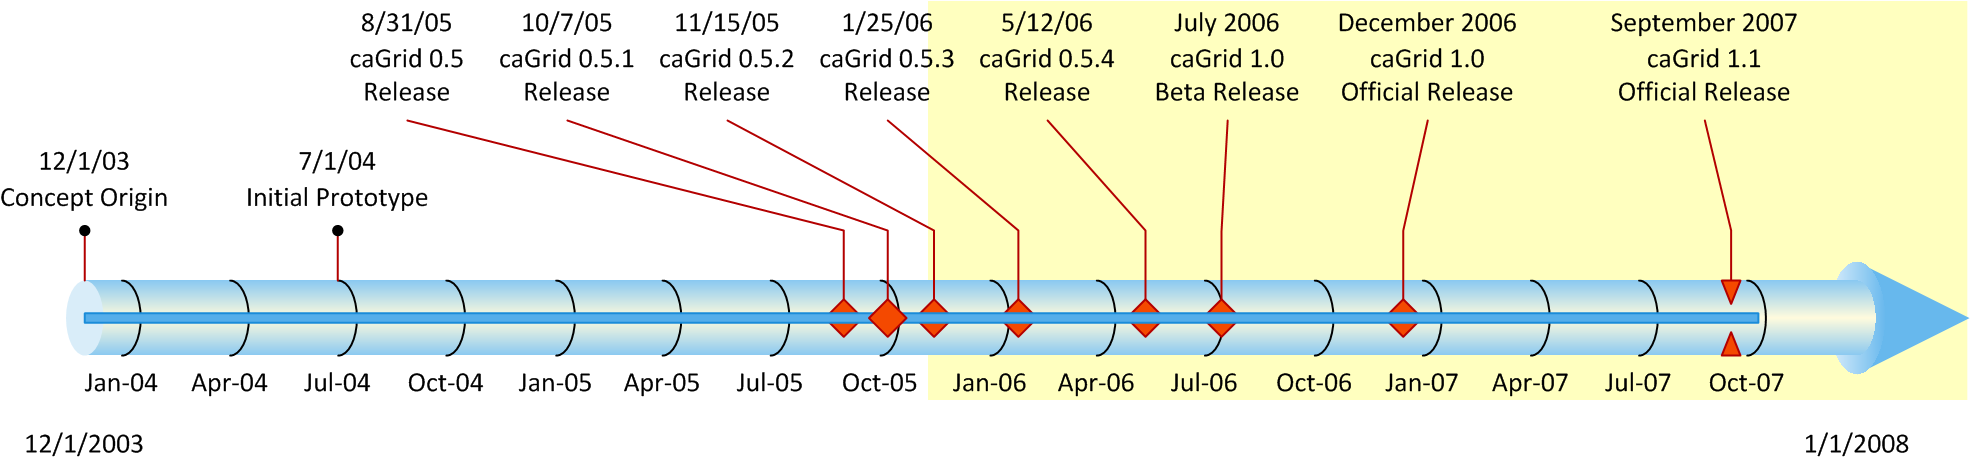 8/31/05
caGrid 0.5
Release
10/7/05
caGrid 0.5.1
Release
11/15/05
caGrid 0.5.2
Release
1/25/06
caGrid 0.5.3
Release
5/12/06
caGrid 0.5.4
Release
July 2006
caGrid 1.0
Beta Release
December 2006
caGrid 1.0
Official Release
September 2007
caGrid 1.1
Official Release
12/1/03
Concept Origin
7/1/04
Initial Prototype
Jan-04
Apr-04
Jul-04
Oct-04
Jan-05
Apr-05
Jul-05
Oct-05
Jan-06
Apr-06
Jul-06
Oct-06
Jan-07
Apr-07
Jul-07
Oct-07
12/1/2003
1/1/2008